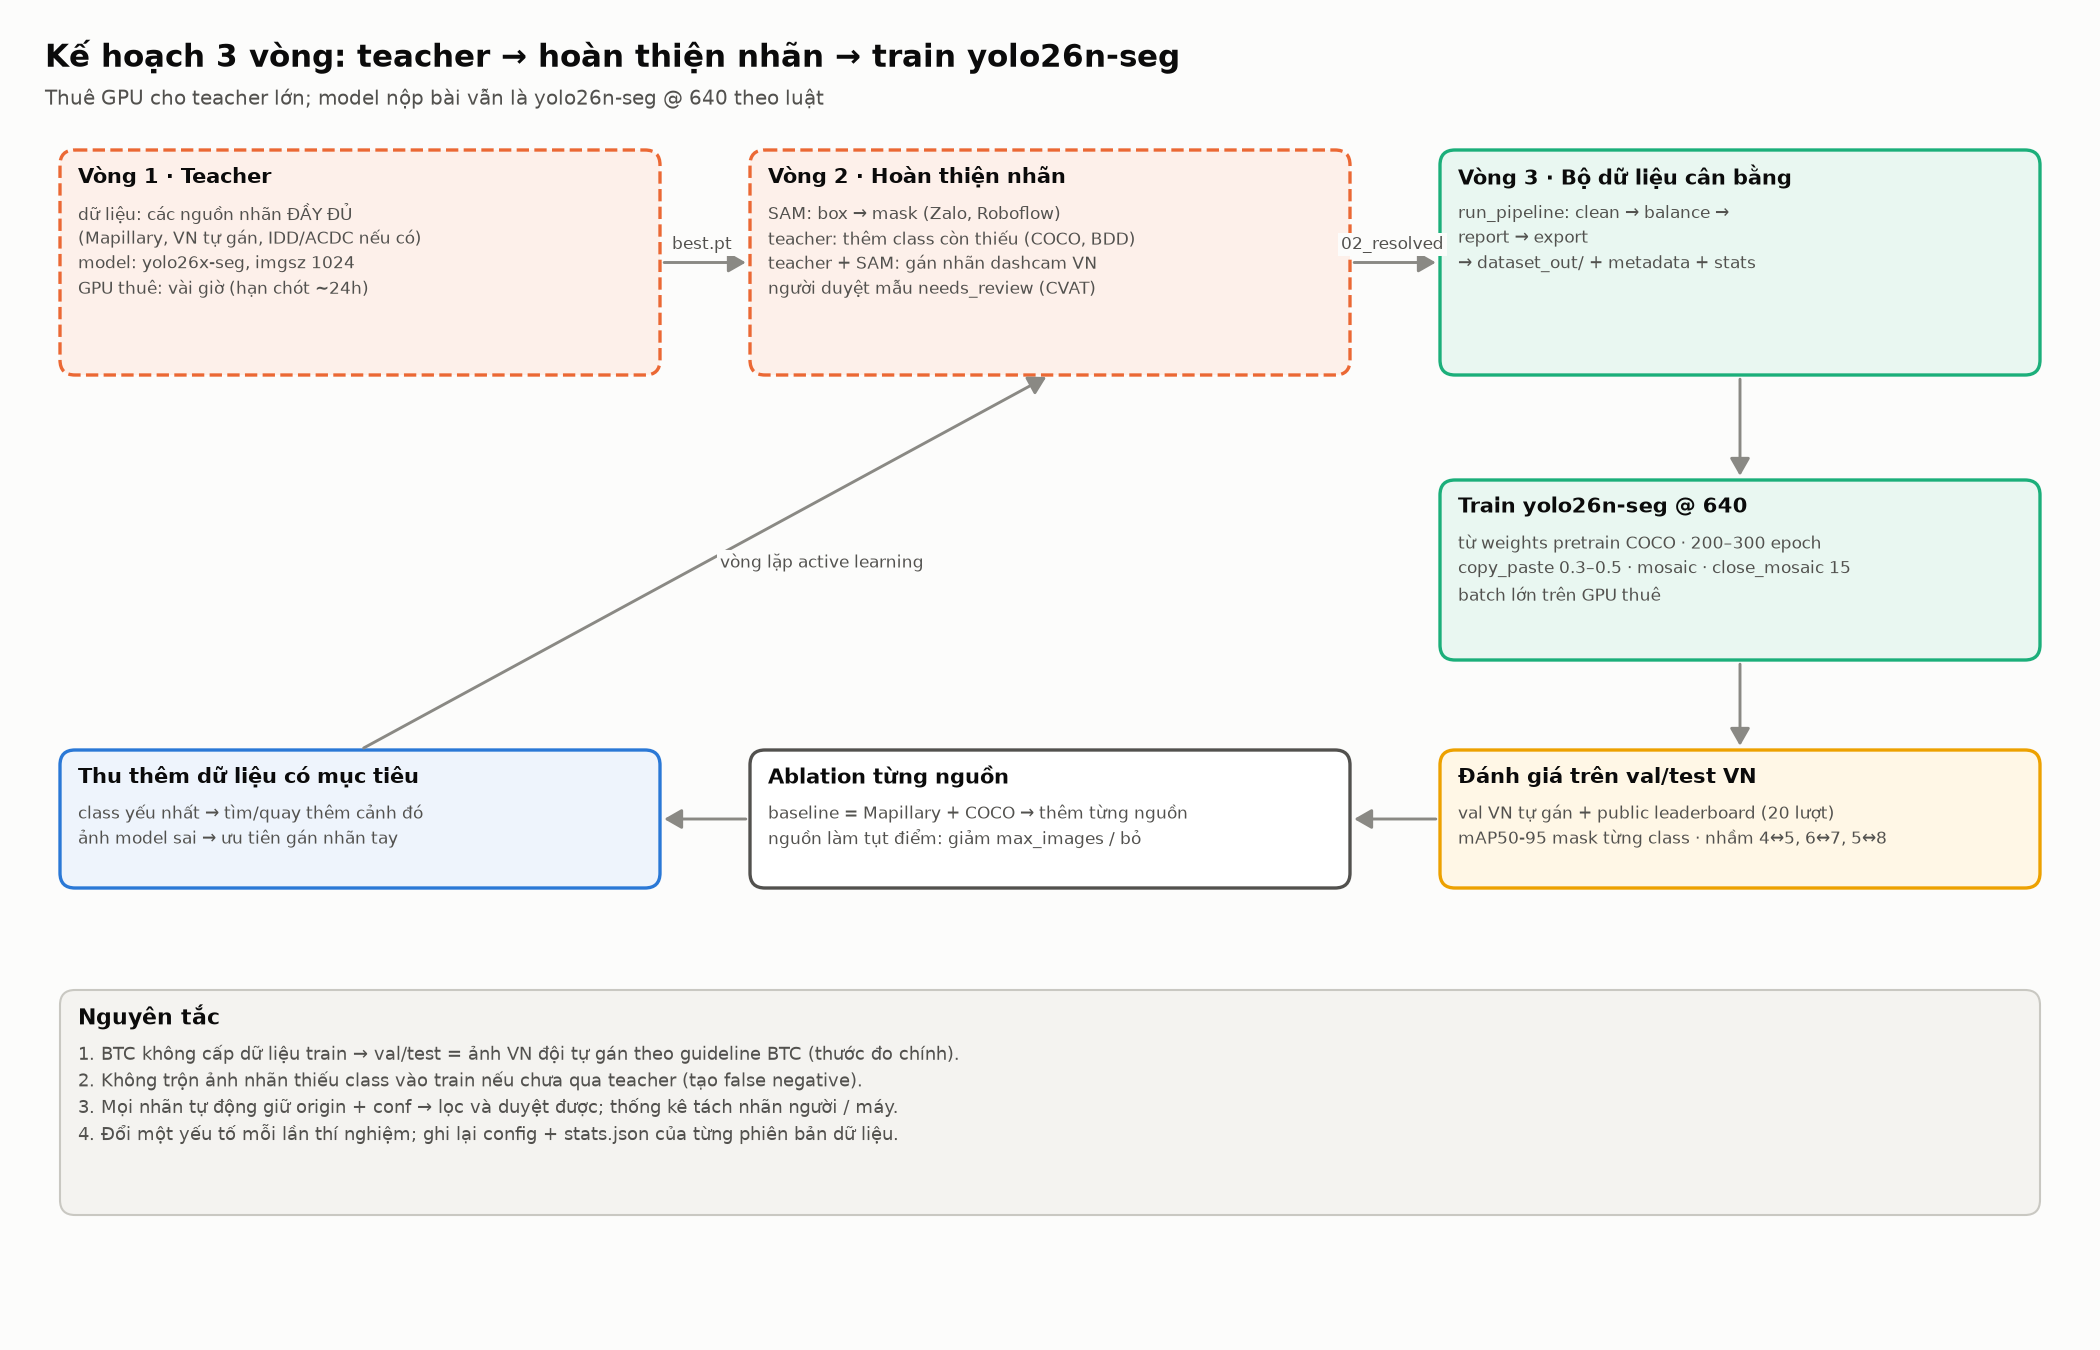 Kế hoạch 3 vòng: teacher → hoàn thiện nhãn → train yolo26n-seg
Thuê GPU cho teacher lớn; model nộp bài vẫn là yolo26n-seg @ 640 theo luật
Vòng 1 · Teacher
dữ liệu: các nguồn nhãn ĐẦY ĐỦ
(Mapillary, VN tự gán, IDD/ACDC nếu có)
model: yolo26x-seg, imgsz 1024
GPU thuê: vài giờ (hạn chót ~24h)
best.pt
Vòng 2 · Hoàn thiện nhãn
SAM: box → mask (Zalo, Roboflow)
teacher: thêm class còn thiếu (COCO, BDD)
teacher + SAM: gán nhãn dashcam VN
người duyệt mẫu needs_review (CVAT)
02_resolved
Vòng 3 · Bộ dữ liệu cân bằng
run_pipeline: clean → balance →
report → export
→ dataset_out/ + metadata + stats
Train yolo26n-seg @ 640
từ weights pretrain COCO · 200–300 epoch
copy_paste 0.3–0.5 · mosaic · close_mosaic 15
batch lớn trên GPU thuê
vòng lặp active learning
Thu thêm dữ liệu có mục tiêu
class yếu nhất → tìm/quay thêm cảnh đó
ảnh model sai → ưu tiên gán nhãn tay
Ablation từng nguồn
baseline = Mapillary + COCO → thêm từng nguồn
nguồn làm tụt điểm: giảm max_images / bỏ
Đánh giá trên val/test VN
val VN tự gán + public leaderboard (20 lượt)
mAP50-95 mask từng class · nhầm 4↔5, 6↔7, 5↔8
Nguyên tắc
1. BTC không cấp dữ liệu train → val/test = ảnh VN đội tự gán theo guideline BTC (thước đo chính).
2. Không trộn ảnh nhãn thiếu class vào train nếu chưa qua teacher (tạo false negative).
3. Mọi nhãn tự động giữ origin + conf → lọc và duyệt được; thống kê tách nhãn người / máy.
4. Đổi một yếu tố mỗi lần thí nghiệm; ghi lại config + stats.json của từng phiên bản dữ liệu.